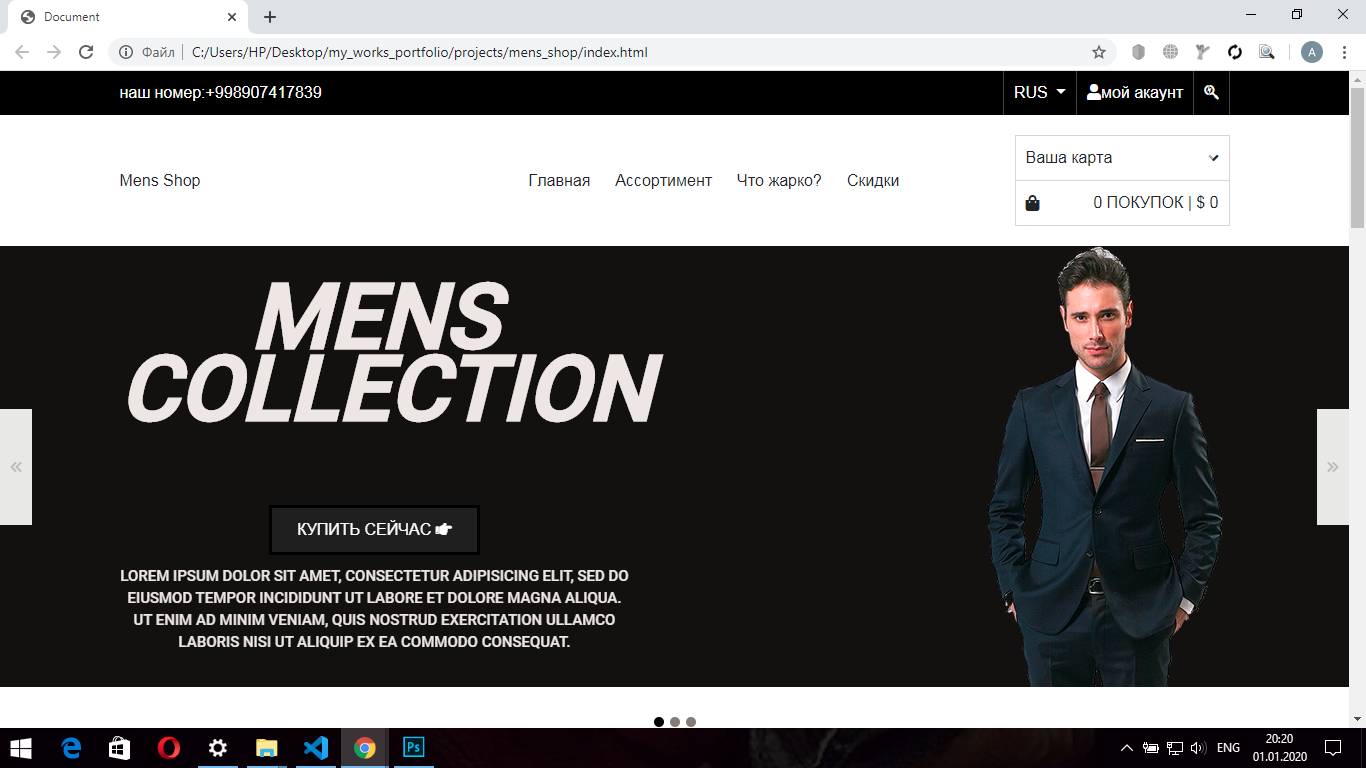 Document
Файл
C:/Users/HP/Desktop/my_works_portfolio/projects/mens_shop/index.html
A
наш номер:+998907417839
RUS
мой акаунт
Mens Shop
Главная
Ассортимент
Что жарко?
Скидки
Ваша карта
0 ПОКУПОК | $ 0
MENS
COLLECTION
КУПИТЬ СЕЙЧАС
LOREM IPSUM DOLOR SIT AMET, CONSECTETUR ADIPISICING ELIT, SED DO
EIUSMOD TEMPOR INCIDIDUNT UT LABORE ET DOLORE MAGNA ALIQUA.
UT ENIM AD MINIM VENIAM, QUIS NOSTRUD EXERCITATION ULLAMCO
LABORIS NISI UT ALIQUIP EX EA COMMODO CONSEQUAT.
Ps
ENG
20:20
01.01.2020